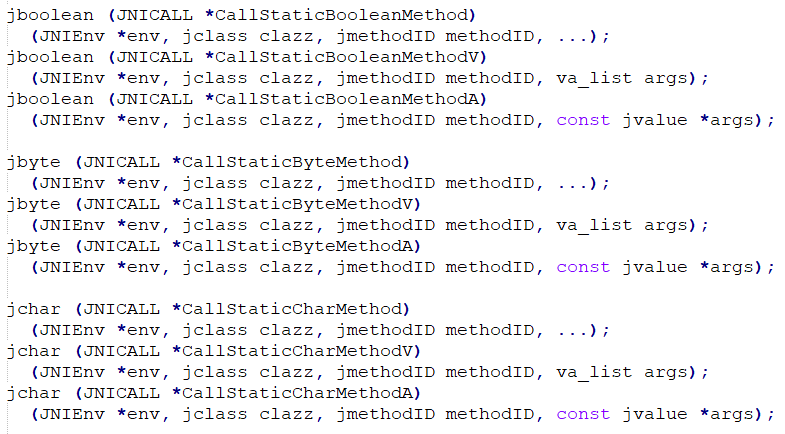 jboolean (JNICALL *CallStaticBooleanMethod)
(JNIEnv *env, jclass clazz, jmethodID methodID, ...);
jboolean (JNICALL *CallStaticBooleanMethodV)
(JNIEnv *env, jclass clazz, jmethodID methodID, va_list args);
jboolean (JNICALL *CallStaticBooleanMethodA)
(JNIEnv *env, jclass clazz, jmethodID methodID, const jvalue *args);
jbyte (JNICALL *CallStaticByteMethod)
(JNIEnv *env, jclass clazz, jmethodID methodID, ...);
jbyte (JNICALL *CallStaticByteMethodV)
(JNIEnv *env, jclass clazz, jmethodID methodID, va_list args);
jbyte (JNICALL *CallStaticByteMethodA)
(JNIEnv *env, jclass clazz, jmethodID methodID, const jvalue *args);
jchar (JNICALL *CallStaticCharMethod)
(JNIEnv *env, jclass clazz, jmethodID methodID, ...);
jchar (JNICALL *CallStaticCharMethodV)
(JNIEnv *env, jclass clazz, jmethodID methodID, va_list args);
jchar (JNICALL *CallStaticCharMethodA)
(JNIEnv *env, jclass clazz, jmethodID methodID, const jvalue *args);